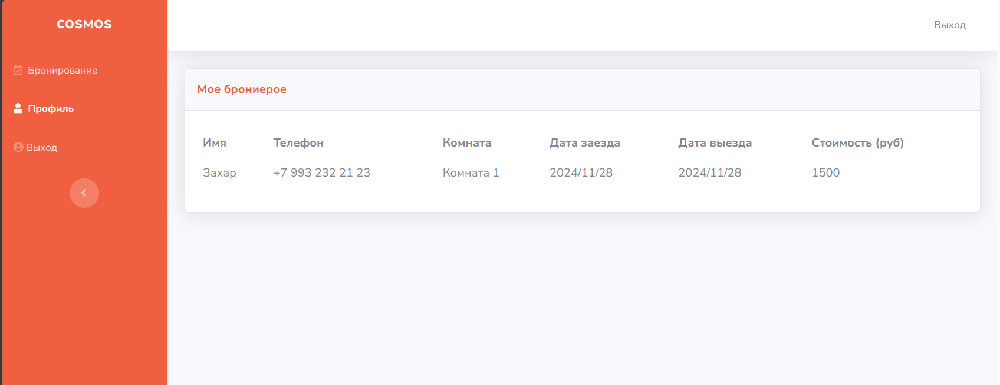 COSMOS
Выход
Бронирование
Профиль
Выход
Мое брониерое
Имя Телефон Комната Дата заезда Дата выезда Стоимость (руб)
Захар +7 993 232 21 23 Комната 1 2024/11/28 2024/11/28 1500